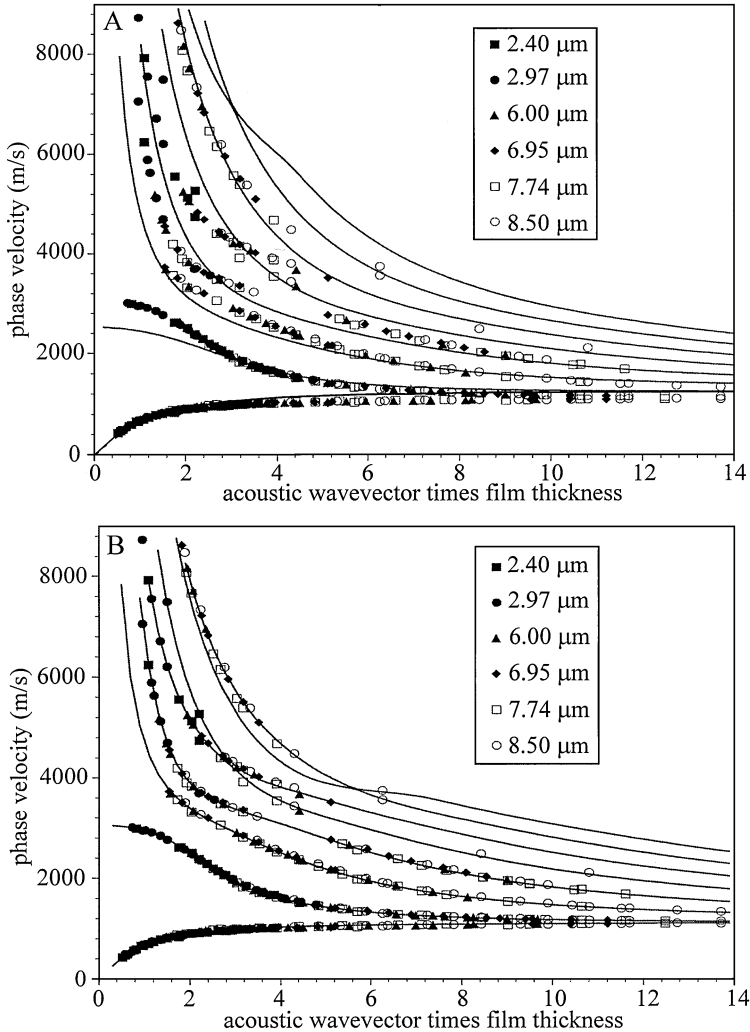 A
8000
6000
4000
2000
0
phase velocity (m/s)
2.40 µm
2.97 µm
6.00 µm
6.95 µm
7.74 µm
8.50 µm
0 2 4 6 8 10 12 14
acoustic wavevector times film thickness
B
8000
6000
4000
2000
0
phase velocity (m/s)
2.40 µm
2.97 µm
6.00 µm
6.95 µm
7.74 µm
8.50 µm
0 2 4 6 8 10 12 14
acoustic wavevector times film thickness